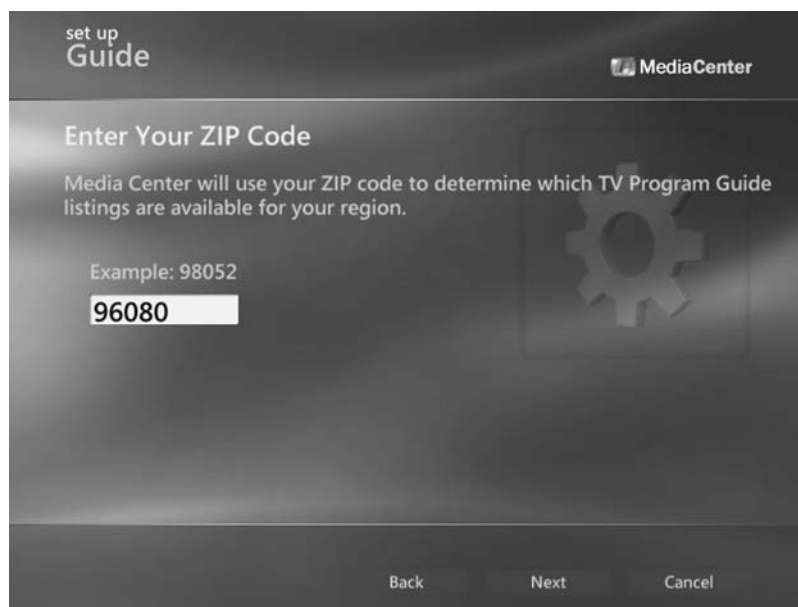 set up
Guide
MediaCenter
Enter Your ZIP Code
Media Center will use your ZIP code to determine which TV Program Guide
listings are available for your region.
Example: 98052
96080
Back Next Cancel